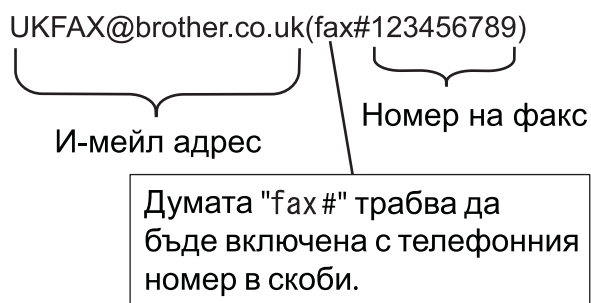 UKFAX@brother.co.uk(fax#123456789)
Номер на факс
И-мейл адрес
Думата "fax#" трабва да
бъде включена с телефонния
номер в скоби.